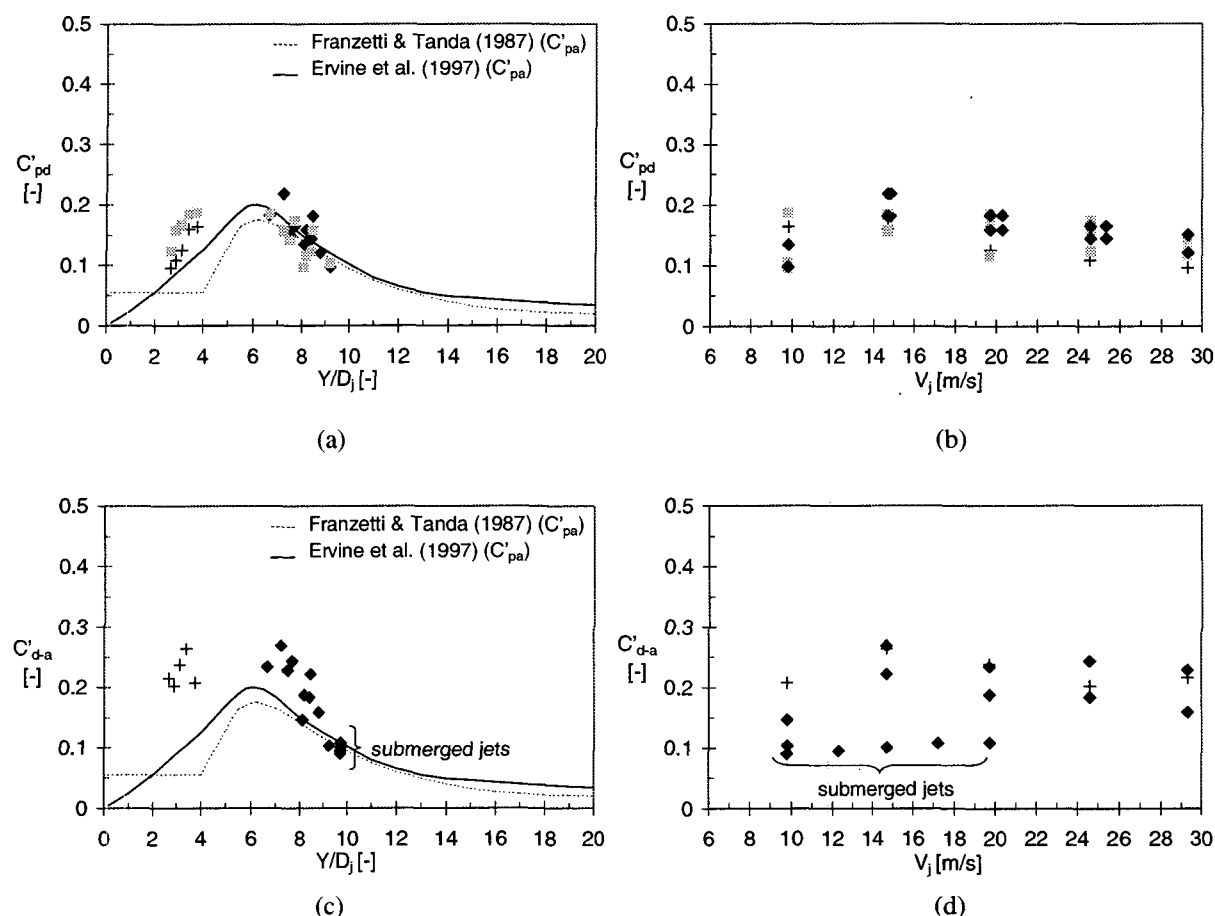 0.5
0.4
0.3
C'pd
0.2
[-]
0.1
0
Franzetti & Tanda (1987) (C'pa)
Ervine et al. (1997) (C'pa)
0 2 4 6 8 10 12 14 16 18 20
Y/Dj [-]
(a)
0.5
0.4
0.3
C'pd
0.2
[-]
0.1
0
6 8 10 12 14 16 18 20 22 24 26 28 30
Vj [m/s]
(b)
0.5
0.4
0.3
C'd-a
0.2
[-]
0.1
0
Franzetti & Tanda (1987) (C'pa)
Ervine et al. (1997) (C'pa)
submerged jets
0 2 4 6 8 10 12 14 16 18 20
Y/Dj [-]
(c)
0.5
0.4
0.3
C'd-a
0.2
[-]
0.1
0
submerged jets
6 8 10 12 14 16 18 20 22 24 26 28 30
Vj [m/s]
(d)